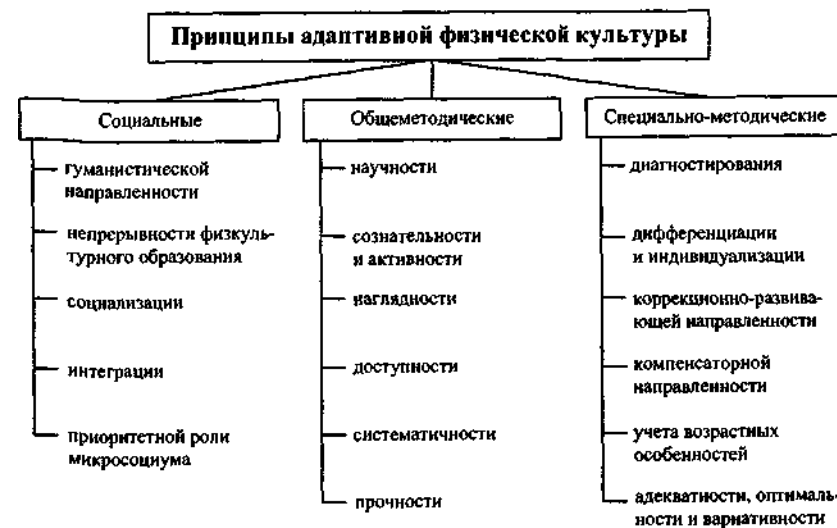 Принципы адаптивной физической культуры
Социальные
гуманистической
направленности
непрерывности физкуль-
турного образования
социализации
интеграции
приоритетной роли
микросоциума
Общеметодические
научности
сознательности
и активности
наглядности
доступности
систематичности
прочности
Специально-методические
диагностирования
дифференциации
и индивидуализации
коррекционно-развива-
ющей направленности
компенсаторной
направленности
учета возрастных
особенностей
адекватности, оптималь-
ности и вариативности